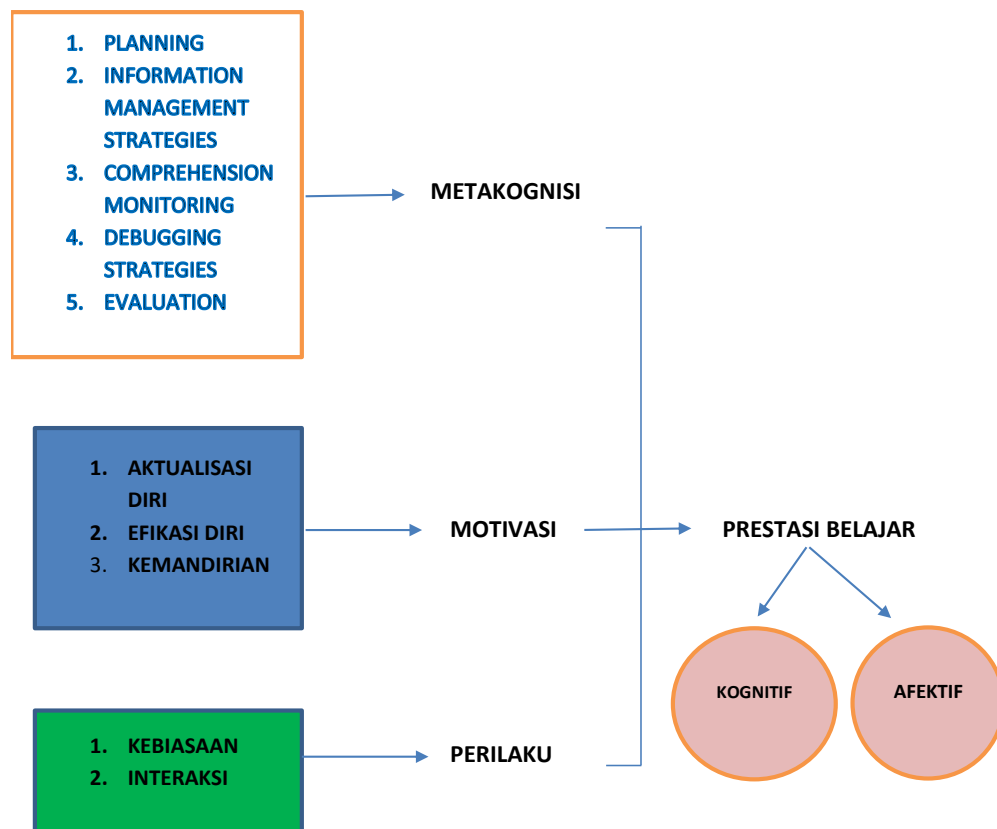 1. PLANNING
2. INFORMATION
MANAGEMENT
STRATEGIES
3. COMPREHENSION
MONITORING
4. DEBUGGING
STRATEGIES
5. EVALUATION
METAKOGNISI
1. AKTUALISASI
DIRI
2. EFIKASI DIRI
3. KEMANDIRIAN
MOTIVASI
PRESTASI BELAJAR
KOGNITIF
AFEKTIF
1. KEBIASAAN
2. INTERAKSI
PERILAKU